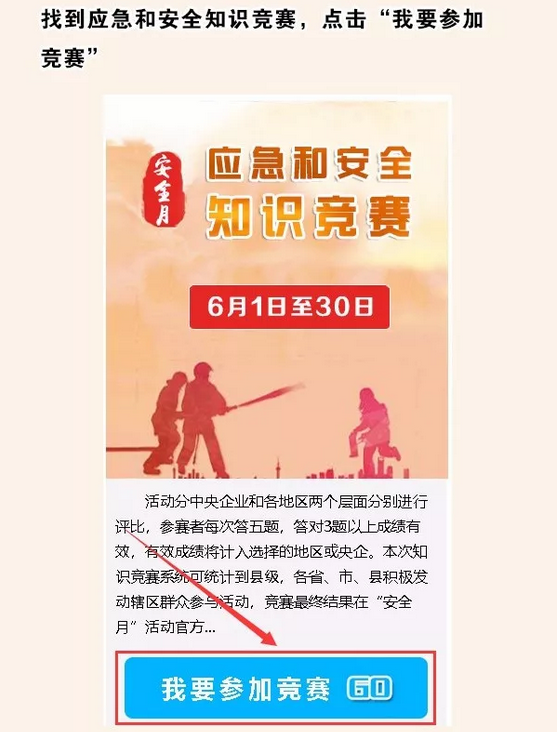 找到应急和安全知识竞赛，点击“我要参加
竞赛”
安全月
应急和安全
知识竞赛
6月1日至30日
活动分中央企业和各地区两个层面分别进行
评比，参赛者每次答五题，答对3题以上成绩有
效，有效成绩将计入选择的地区或央企。本次知
识竞赛系统可统计到县级，各省、市、县积极发
动辖区群众参与活动，竞赛最终结果在“安全
月”活动官方...
我要参加竞赛 GO